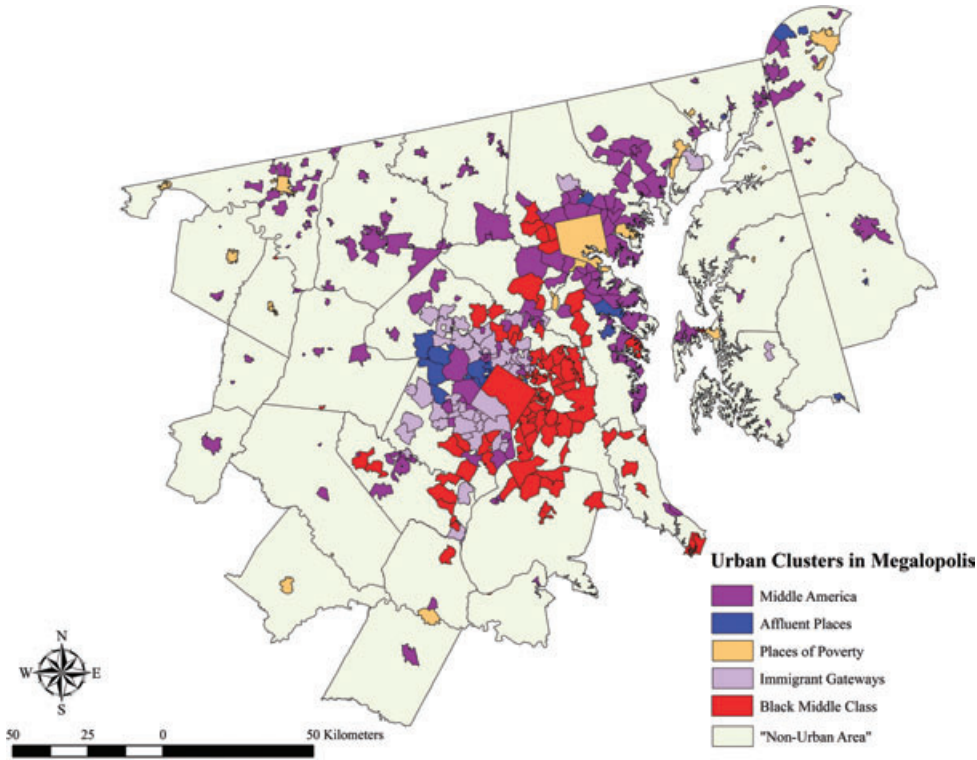 Urban Clusters in Megalopolis
Middle America
Affluent Places
Places of Poverty
Immigrant Gateways
Black Middle Class
"Non-Urban Area"
N
W E
S
50 25 0 50 Kilometers